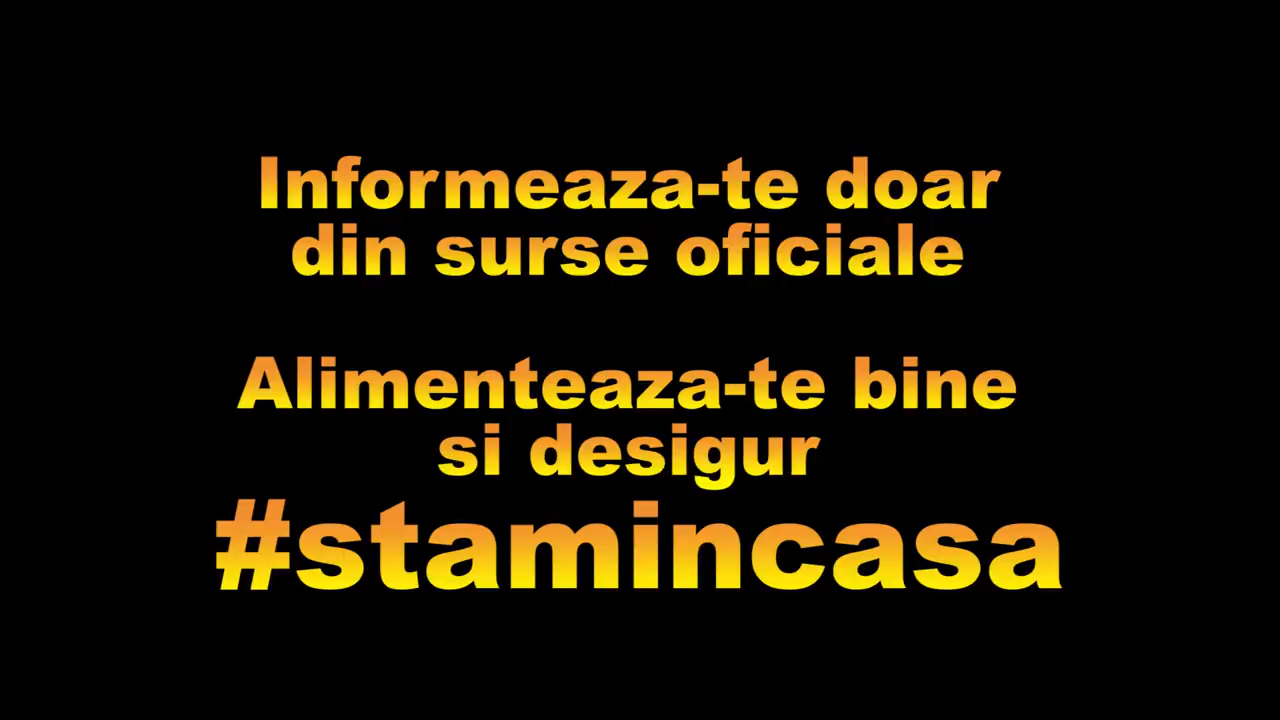 Informeaza-te doar
din surse oficiale
Alimenteaza-te bine
si desigur
#stamincasa